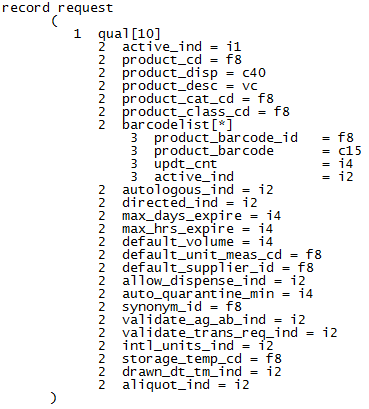 record request
(
1 qual[10]
2 active_ind = i1
2 product_cd = f8
2 product_disp = c40
2 product_desc = vc
2 product_cat_cd = f8
2 product_class_cd = f8
2 barcodelist[*]
3 product_barcode_id = f8
3 product_barcode = c15
3 updt_cnt = i4
3 active_ind = i2
2 autologous_ind = i2
2 directed_ind = i2
2 max_days_expire = i4
2 max_hrs_expire = i4
2 default_volume = i4
2 default_unit_meas_cd = f8
2 default_supplier_id = f8
2 allow_dispense_ind = i2
2 auto_quarantine_min = i4
2 synonym_id = f8
2 validate_ag_ab_ind = i2
2 validate_trans_req_ind = i2
2 intl_units_ind = i2
2 storage_temp_cd = f8
2 drawn_dt_tm_ind = i2
2 aliquot_ind = i2
)